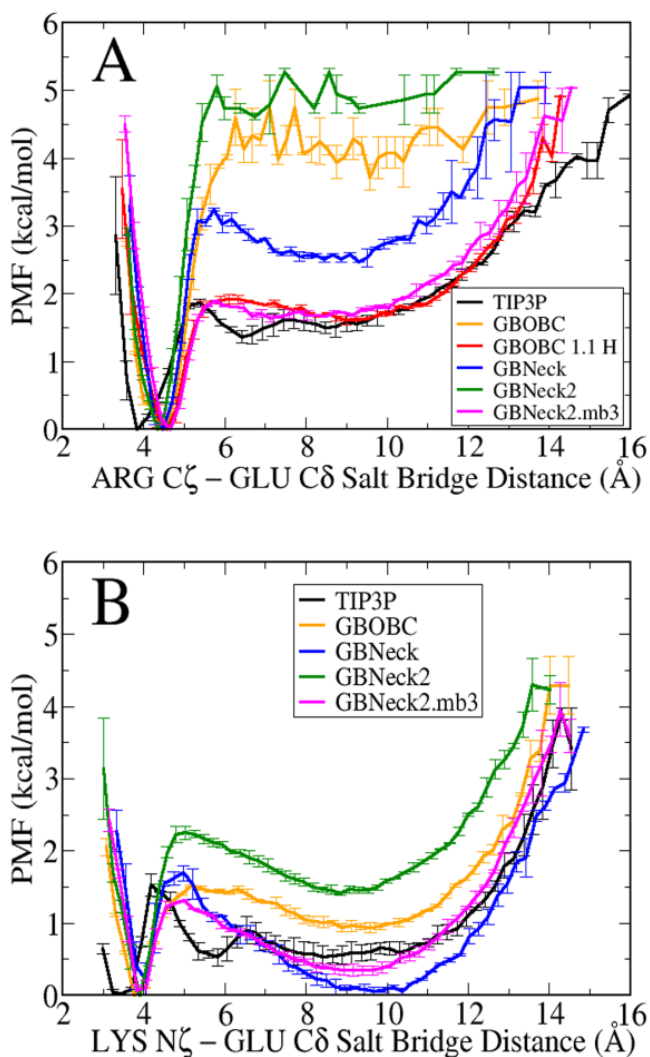 A
6
5
4
3
2
1
0
PMF (kcal/mol)
TIP3P
GBOBC
GBOBC 1.1 H
GBNeck
GBNeck2
GBNeck2.mb3
2 4 6 8 10 12 14 16
ARG Cζ – GLU Cδ Salt Bridge Distance (Å)
B
6
5
4
3
2
1
0
PMF (kcal/mol)
TIP3P
GBOBC
GBNeck
GBNeck2
GBNeck2.mb3
2 4 6 8 10 12 14 16
LYS Nζ – GLU Cδ Salt Bridge Distance (Å)